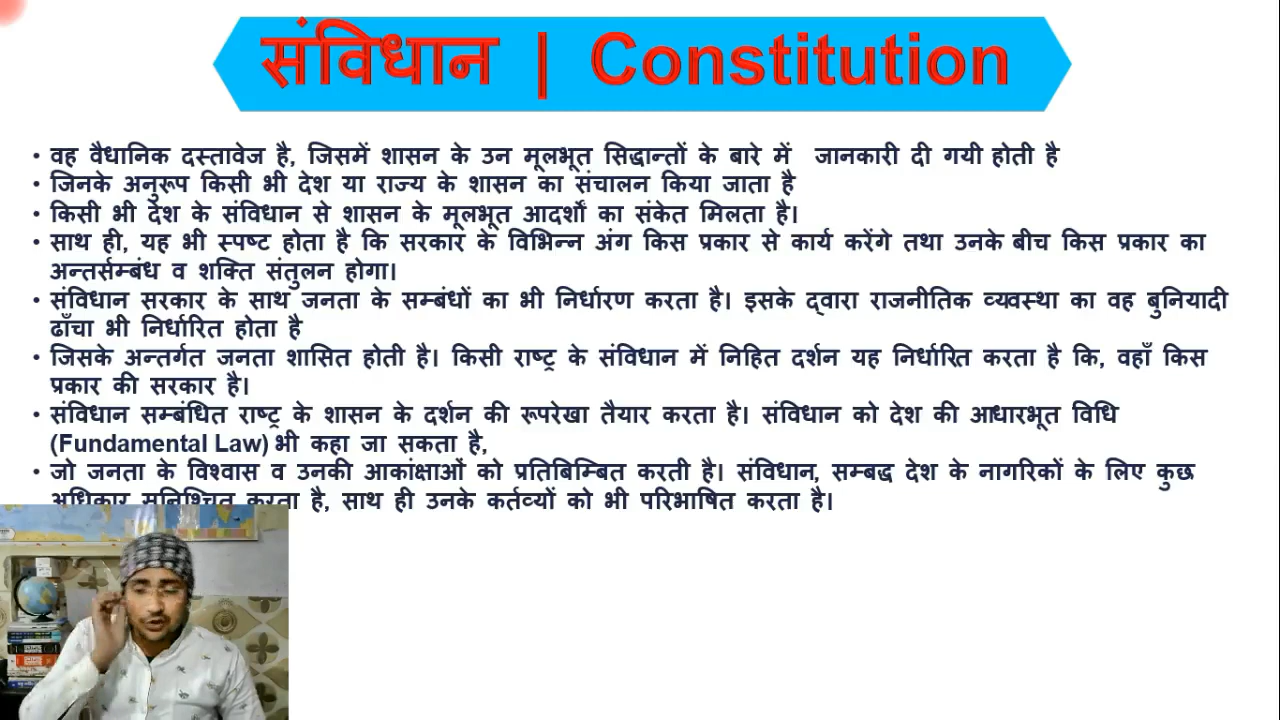 संविधान | Constitution
• वह वैधानिक दस्तावेज है, जिसमें शासन के उन मूलभूत सिद्धान्तों के बारे में जानकारी दी गयी होती है
• जिनके अनुरूप किसी भी देश या राज्य के शासन का संचालन किया जाता है
• किसी भी देश के संविधान से शासन के मूलभूत आदर्शों का संकेत मिलता है।
• साथ ही, यह भी स्पष्ट होता है कि सरकार के विभिन्न अंग किस प्रकार से कार्य करेंगे तथा उनके बीच किस प्रकार का
अन्तर्सम्बंध व शक्ति संतुलन होगा।
• संविधान सरकार के साथ जनता के सम्बंधों का भी निर्धारण करता है। इसके द्वारा राजनीतिक व्यवस्था का वह बुनियादी
ढाँचा भी निर्धारित होता है
• जिसके अन्तर्गत जनता शासित होती है। किसी राष्ट्र के संविधान में निहित दर्शन यह निर्धारित करता है कि, वहाँ किस
प्रकार की सरकार है।
• संविधान सम्बंधित राष्ट्र के शासन के दर्शन की रूपरेखा तैयार करता है। संविधान को देश की आधारभूत विधि
(Fundamental Law) भी कहा जा सकता है,
• जो जनता के विश्वास व उनकी आकांक्षाओं को प्रतिबिम्बित करती है। संविधान, सम्बद्ध देश के नागरिकों के लिए कुछ
अधिकार सुनिश्चित करता है, साथ ही उनके कर्तव्यों को भी परिभाषित करता है।